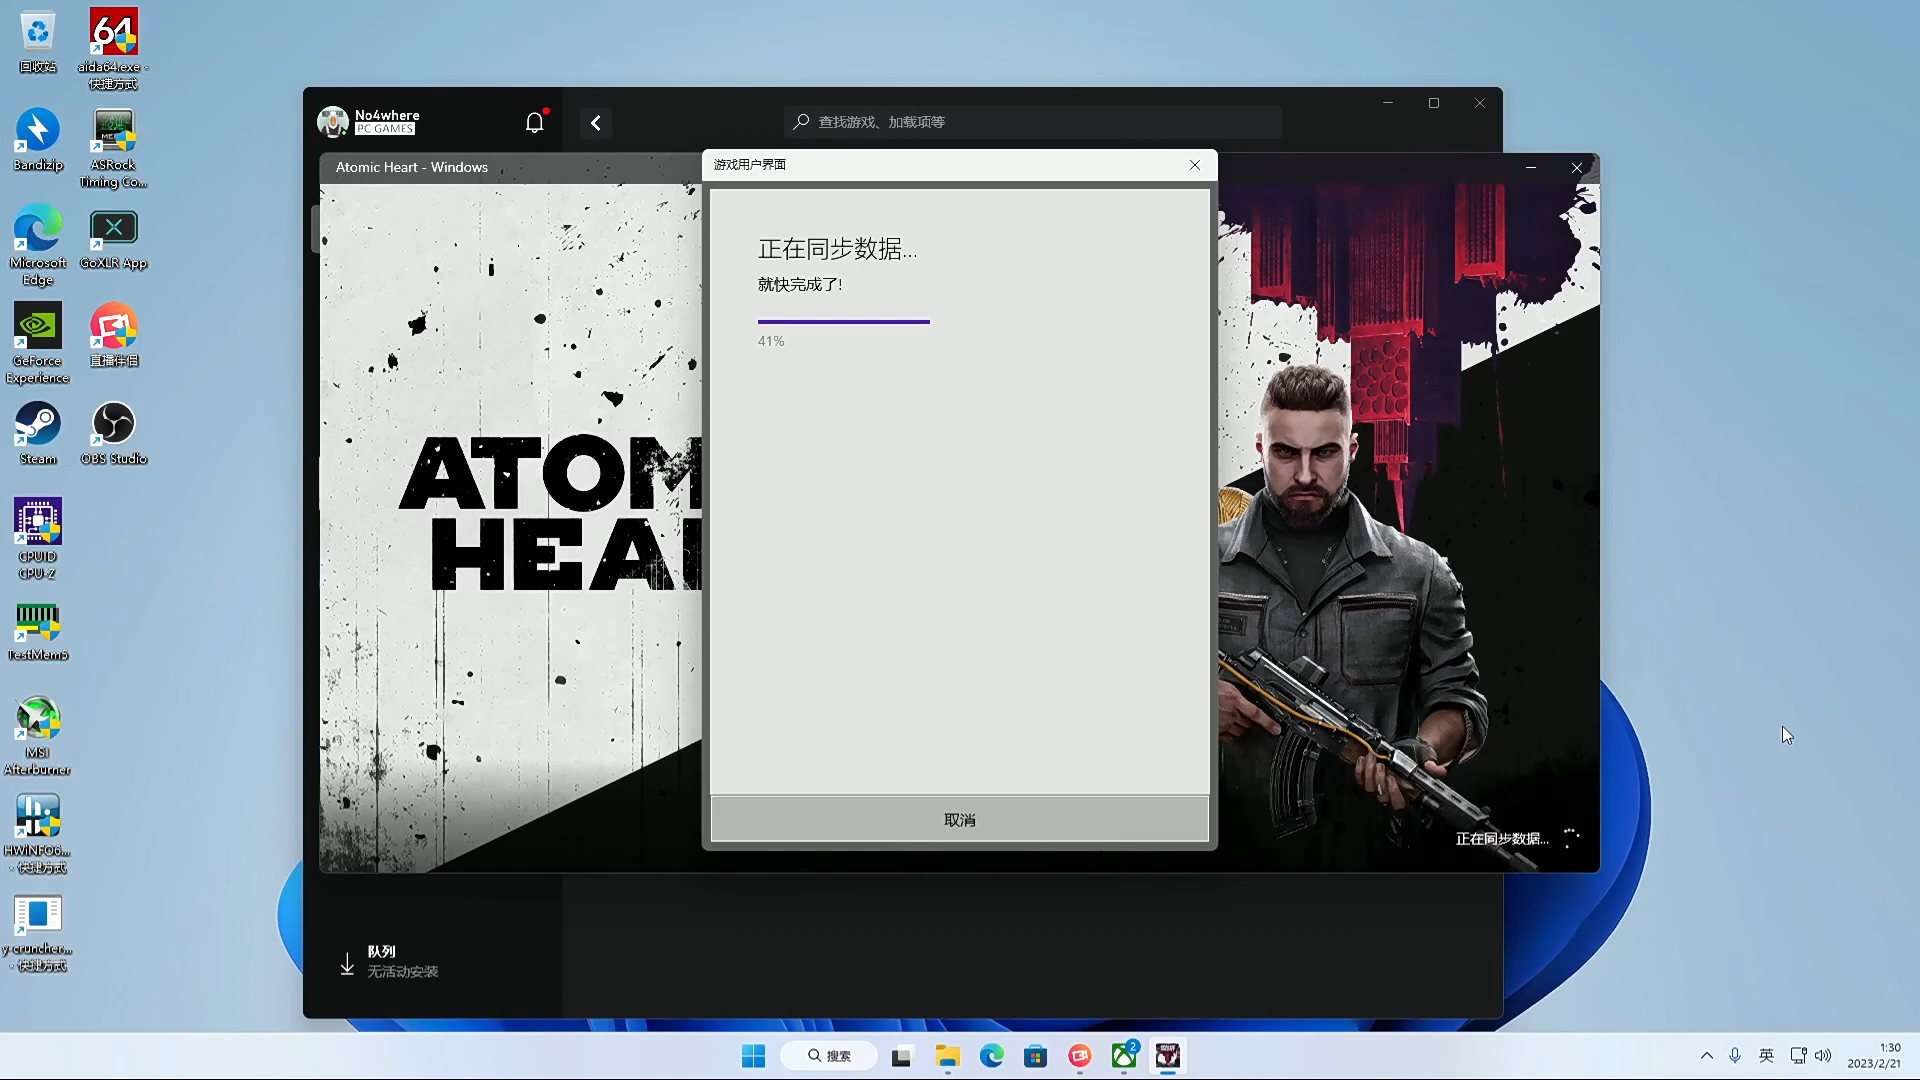 回收站
64
aida64.exe -
快捷方式
Bandizip
ASRock
Timing Co...
Microsoft
Edge
GoXLR App
GeForce
Experience
直播伴侣
Steam
OBS Studio
CPUID
CPU-Z
TestMem5
MSI
Afterburner
HWiNFO6...
- 快捷方式
y-cruncher...
- 快捷方式
No4where
PC GAMES
查找游戏、加载项等
Atomic Heart - Windows
游戏用户界面
正在同步数据...
就快完成了!
41%
取消
ATOM
HEA
正在同步数据...
队列
无活动安装
搜索
2
英
1:30
2023/2/21